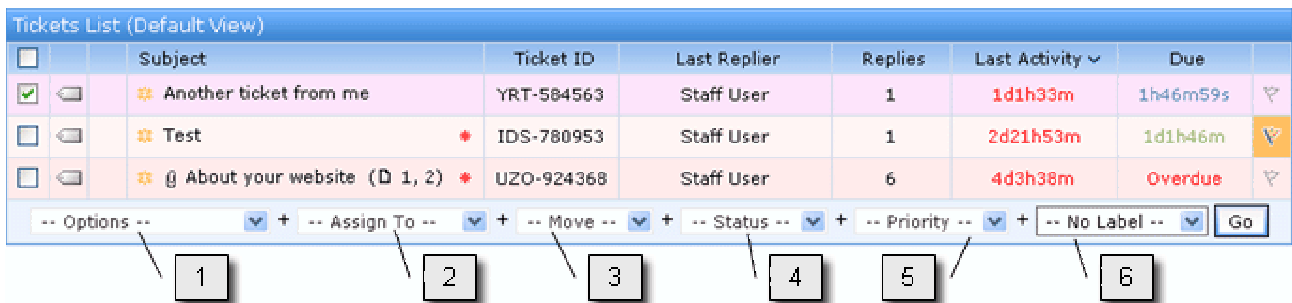 Tickets List (Default View)
Subject Ticket ID Last Replier Replies Last Activity Due
Another ticket from me YRT-584563 Staff User 1 1d1h33m 1h46m59s
Test * IDS-780953 Staff User 1 2d21h53m 1d1h46m
About your website (1, 2) * UZO-924368 Staff User 6 4d3h38m Overdue
-- Options -- + -- Assign To -- + -- Move -- + -- Status -- + -- Priority -- + -- No Label -- Go
1 2 3 4 5 6